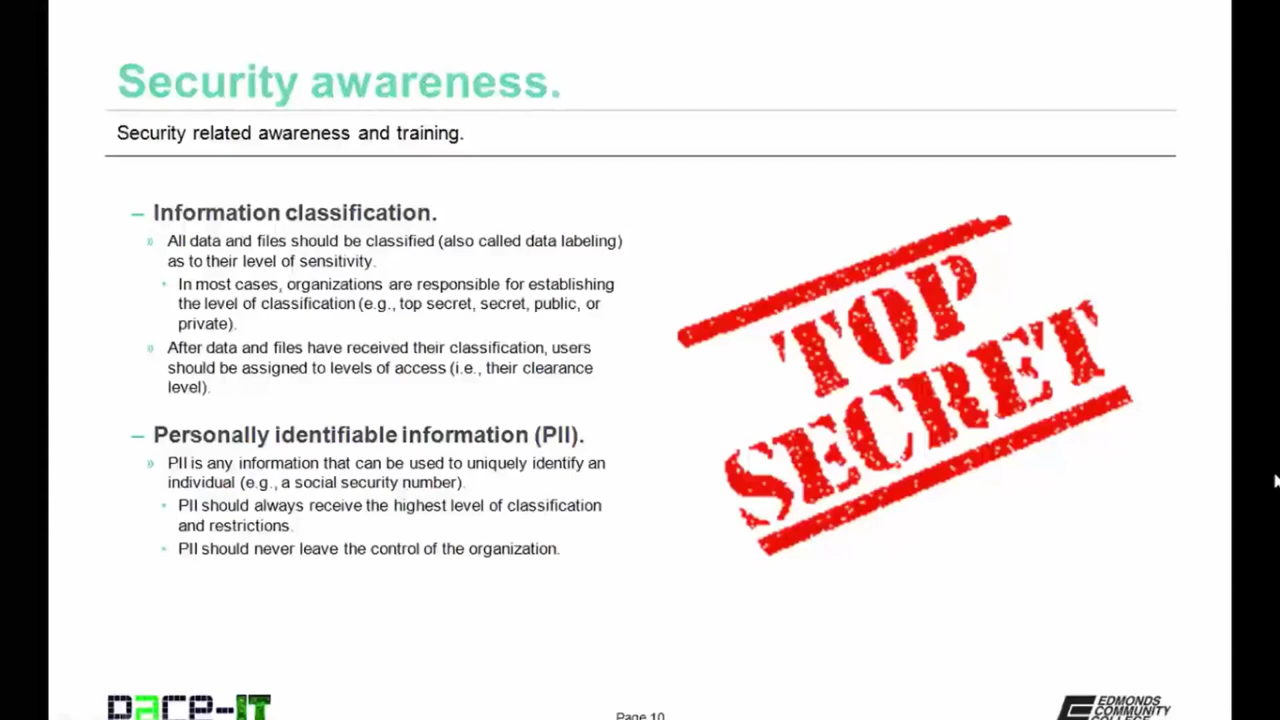 Security awareness.
Security related awareness and training.
– Information classification.
» All data and files should be classified (also called data labeling)
as to their level of sensitivity.
• In most cases, organizations are responsible for establishing
the level of classification (e.g., top secret, secret, public, or
private).
» After data and files have received their classification, users
should be assigned to levels of access (i.e., their clearance
level).
– Personally identifiable information (PII).
» PII is any information that can be used to uniquely identify an
individual (e.g., a social security number).
• PII should always receive the highest level of classification
and restrictions.
• PII should never leave the control of the organization.
TOP
SECRET
pace-IT
Page 10
EDMONDS
COMMUNITY
COLLEGE